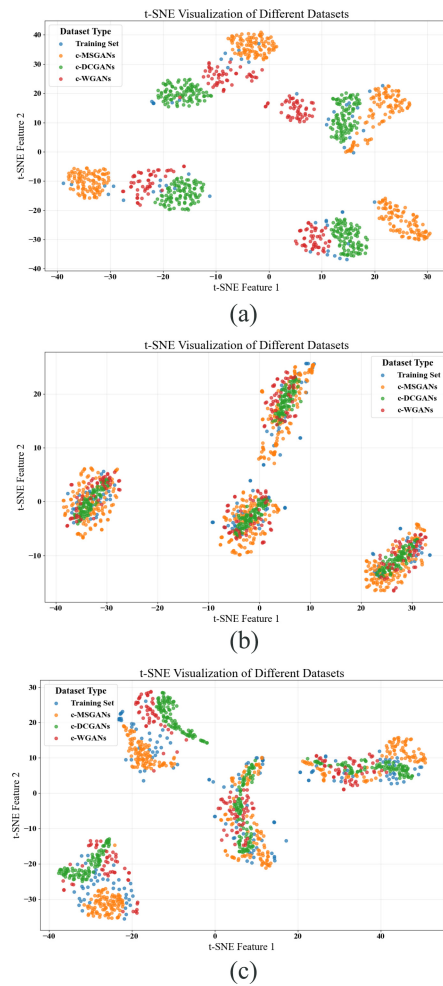 t-SNE Visualization of Different Datasets
Dataset Type
Training Set
c-MSGANs
c-DCGANs
c-WGANs
t-SNE Feature 2
40
30
20
10
0
−10
−20
−30
−40
−40 −30 −20 −10 0 10 20 30
t-SNE Feature 1
(a)
t-SNE Visualization of Different Datasets
Dataset Type
Training Set
c-MSGANs
c-DCGANs
c-WGANs
t-SNE Feature 2
20
10
0
−10
−40 −30 −20 −10 0 10 20 30
t-SNE Feature 1
(b)
t-SNE Visualization of Different Datasets
Dataset Type
Training Set
c-MSGANs
c-DCGANs
c-WGANs
t-SNE Feature 2
30
20
10
0
−10
−20
−30
−40 −20 0 20 40
t-SNE Feature 1
(c)